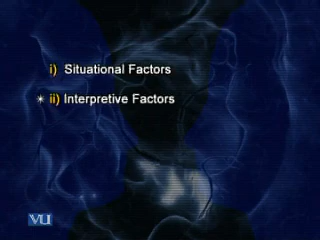 i) Situational Factors
ii) Interpretive Factors
VU